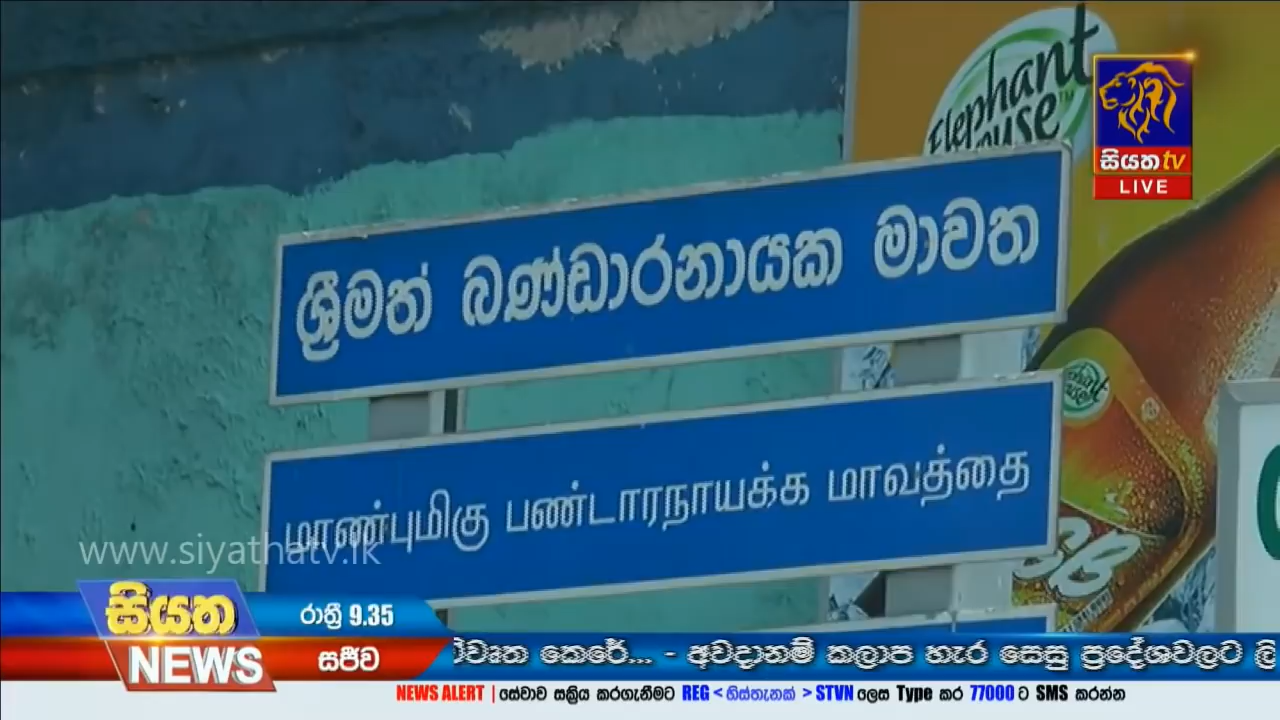 Elephant
House
සියත tv
LIVE
ශ්‍රීමත් බණ්ඩාරනායක මාවත
மாண்புமிகு பண்டாரநாயக்க மாவத்தை
www.siyathatv.lk
සියත
NEWS
රාත්‍රී 9.35
සජීව
විවෘත කෙරේ... - අවදානම් කලාප හැර සෙසු ප්‍රදේශවලට
NEWS ALERT | සේවාව සක්‍රිය කරගැනීමට REG < හිස්තැනක් > STVN ලෙස Type කර 77000 ට SMS කරන්න